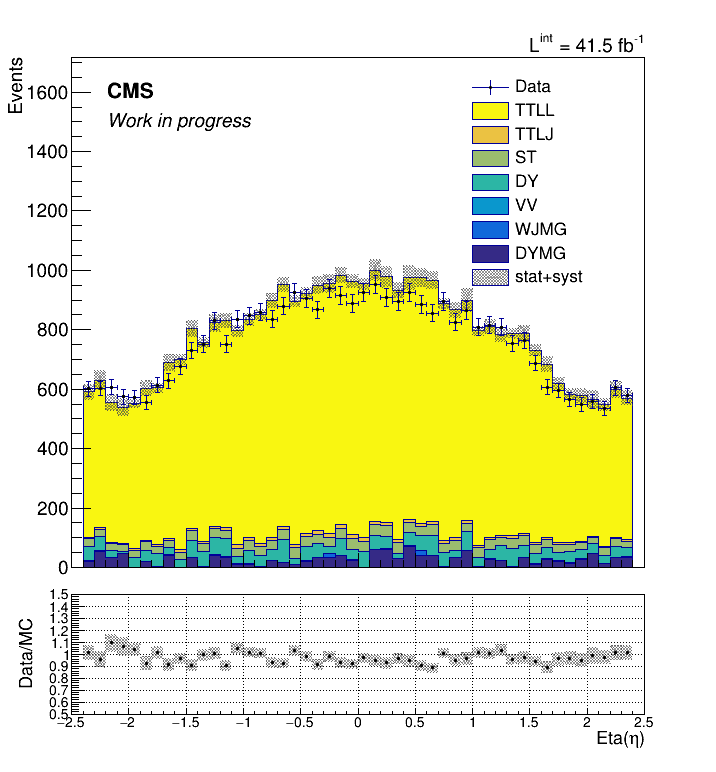 L^int = 41.5 fb^-1
Events
CMS
Work in progress
Data
TTLL
TTLJ
ST
DY
VV
WJMG
DYMG
stat+syst
1600
1400
1200
1000
800
600
400
200
0
Data/MC
1.5
1.4
1.3
1.2
1.1
1
0.9
0.8
0.7
0.6
0.5
−2.5 −2 −1.5 −1 −0.5 0 0.5 1 1.5 2 2.5
Eta(η)